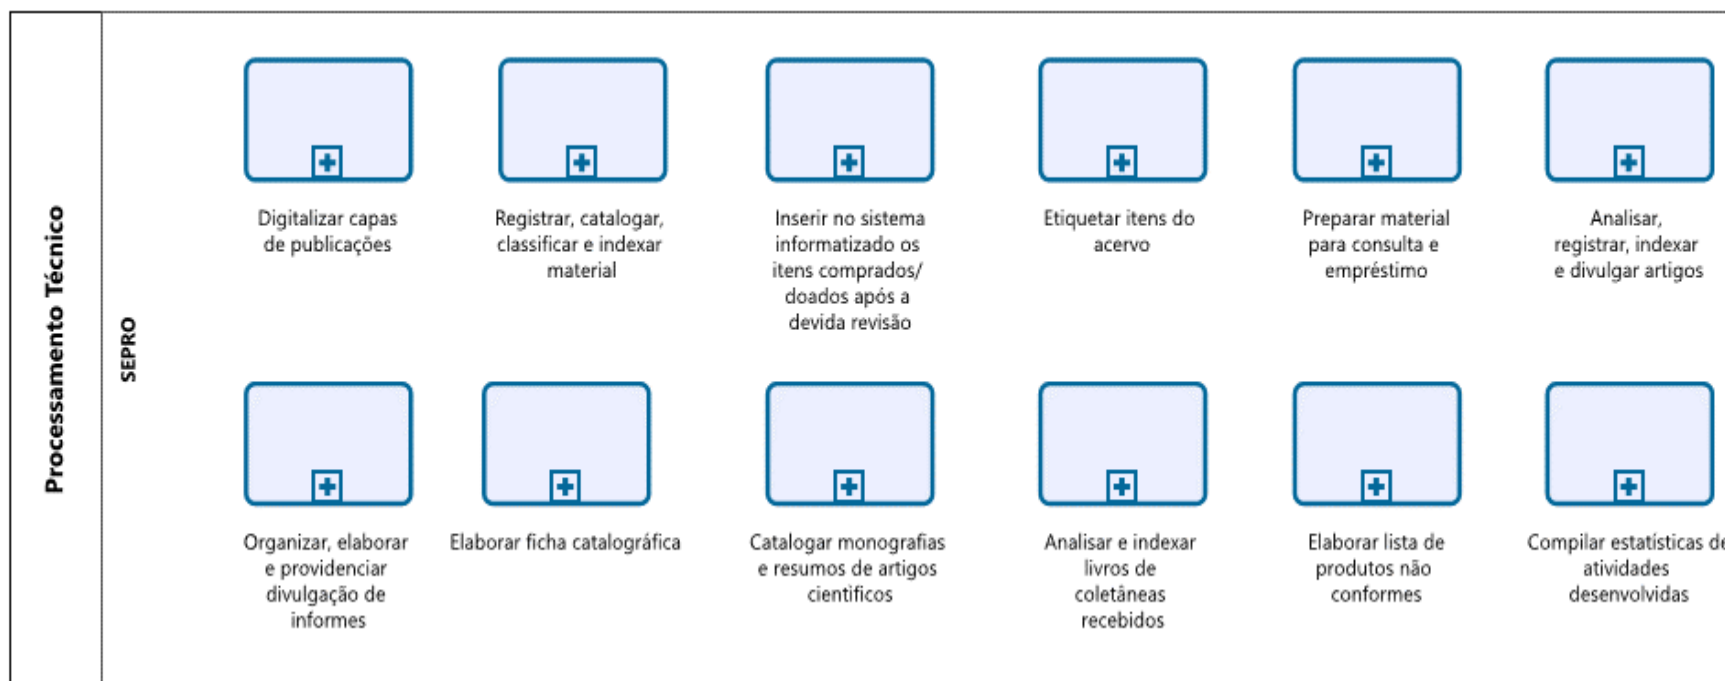 Processamento Técnico
SEPRO
Digitalizar capas
de publicações
Registrar, catalogar,
classificar e indexar
material
Inserir no sistema
informatizado os
itens comprados/
doados após a
devida revisão
Etiquetar itens do
acervo
Preparar material
para consulta e
empréstimo
Analisar,
registrar, indexar
e divulgar artigos
Organizar, elaborar
e providenciar
divulgação de
informes
Elaborar ficha catalográfica
Catalogar monografias
e resumos de artigos
cientificos
Analisar e indexar
livros de
coletâneas
recebidos
Elaborar lista de
produtos não
conformes
Compilar estatísticas de
atividades
desenvolvidas